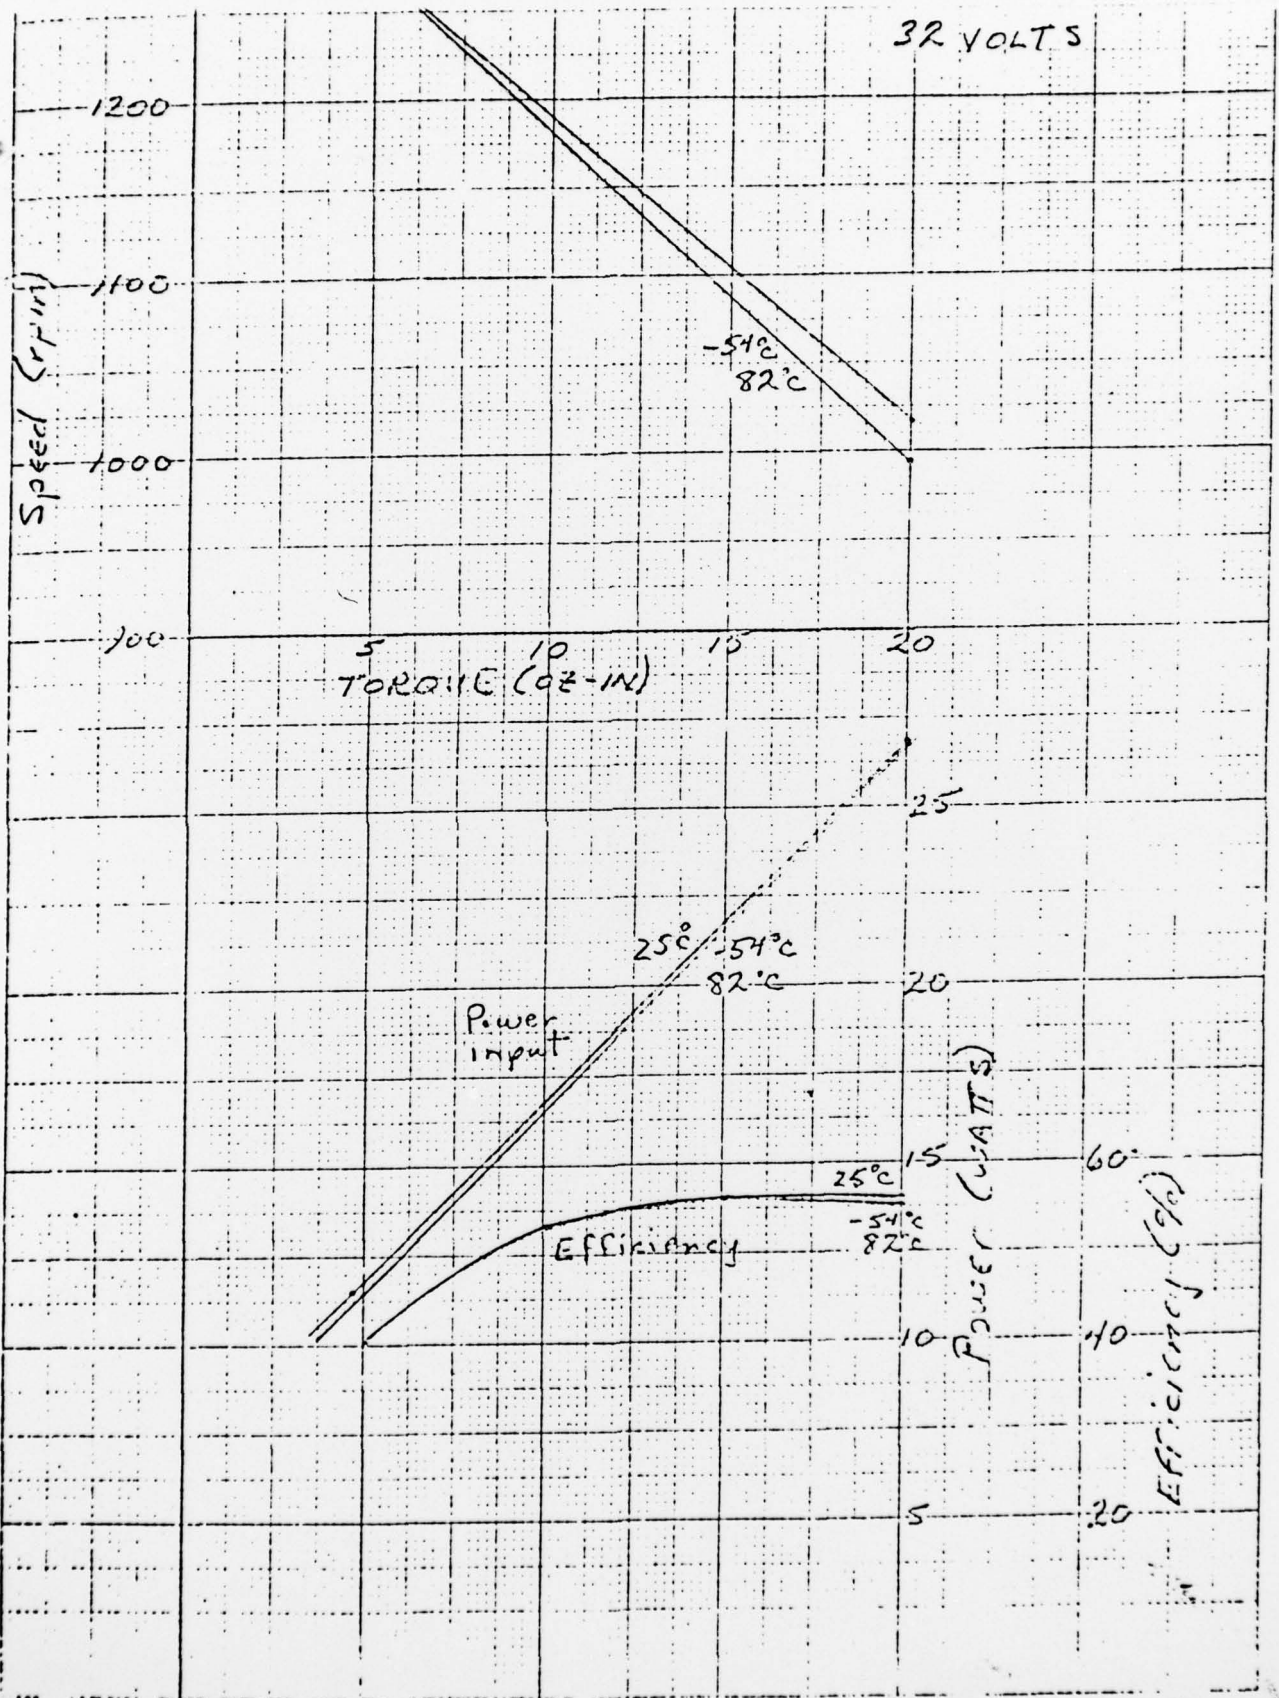 32 VOLTS
1200
1100
Speed (rpm)
-54°C
82°C
1000
900
5 10 15 20
TORQUE (OZ-IN)
25
25°C -54°C
82°C
20
Power
input
15 60
25°C
-54°C
82°C
Efficiency
Power (WATTS)
Efficiency (%)
10 40
5 20